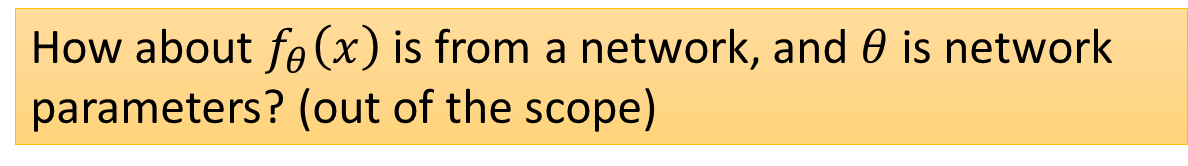 How about 𝑓𝜃(𝑥) is from a network, and 𝜃 is network
parameters? (out of the scope)